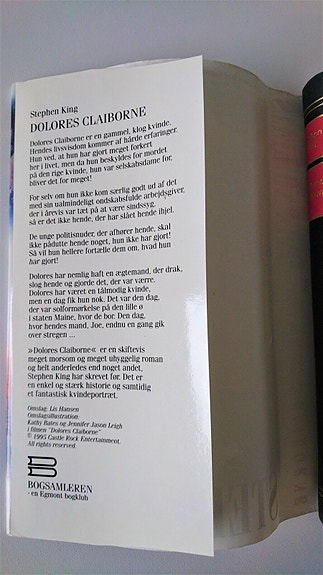 Stephen King
DOLORES CLAIBORNE
Dolores Claiborne er en gammel, klog kvinde.
Hendes livsvisdom kommer af hårde erfaringer.
Hun ved, at hun har gjort meget forkert
her i livet, men da hun beskyldes for mordet
på den rige kvinde, hun var selskabsdame for,
bliver det for meget!
For selv om hun ikke kom særlig godt ud af det
med sin ualmindeligt ondskabsfulde arbejdsgiver,
der i årevis var tæt på at være sindssyg,
så er det ikke hende, der har slået hende ihjel.
De unge politisnuder, der afhører hende, skal
ikke pådutte hende noget, hun ikke har gjort!
Så vil hun hellere fortælle dem om, hvad hun
har gjort!
Dolores har nemlig haft en ægtemand, der drak,
slog hende og gjorde det, der var værre.
Dolores har været en tålmodig kvinde,
men en dag fik hun nok. Det var den dag,
der var solformørkelse på den lille ø
i staten Maine, hvor de bor. Den dag,
hvor hendes mand, Joe, endnu en gang gik
over stregen ...
»Dolores Claiborne« er en skiftevis
meget morsom og meget uhyggelig roman
og helt anderledes end noget andet,
Stephen King har skrevet før. Det er
en enkel og stærk historie og samtidig
et fantastisk kvindeportræt.
Omslag: Lis Hansen
Omslagsillustration:
Kathy Bates og Jennifer Jason Leigh
i filmen "Dolores Claiborne"
© 1995 Castle Rock Entertainment.
All rights reserved.
BOGSAMLEREN
- en Egmont bogklub